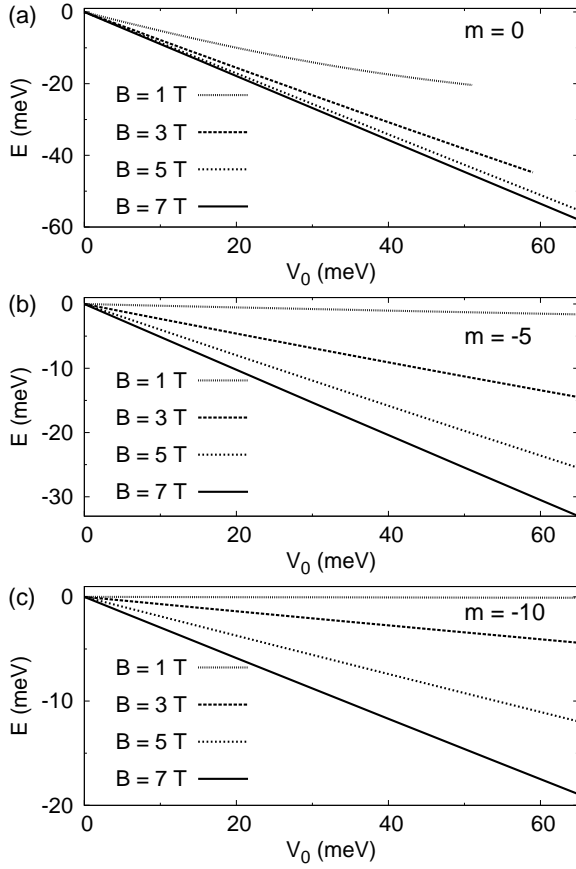 (a)
m = 0
0
-20
-40
-60
E (meV)
B = 1 T
B = 3 T
B = 5 T
B = 7 T
0 20 40 60
V0 (meV)
(b)
m = -5
0
-10
-20
-30
E (meV)
B = 1 T
B = 3 T
B = 5 T
B = 7 T
0 20 40 60
V0 (meV)
(c)
m = -10
0
-5
-10
-20
E (meV)
B = 1 T
B = 3 T
B = 5 T
B = 7 T
0 20 40 60
V0 (meV)